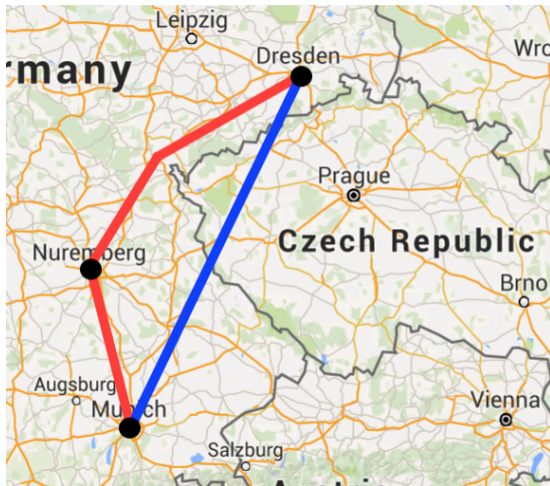 Leipzig
Dresden
Wro
rmany
Prague
Czech Republic
Nuremberg
Brno
Augsburg
Munich
Vienna
Salzburg